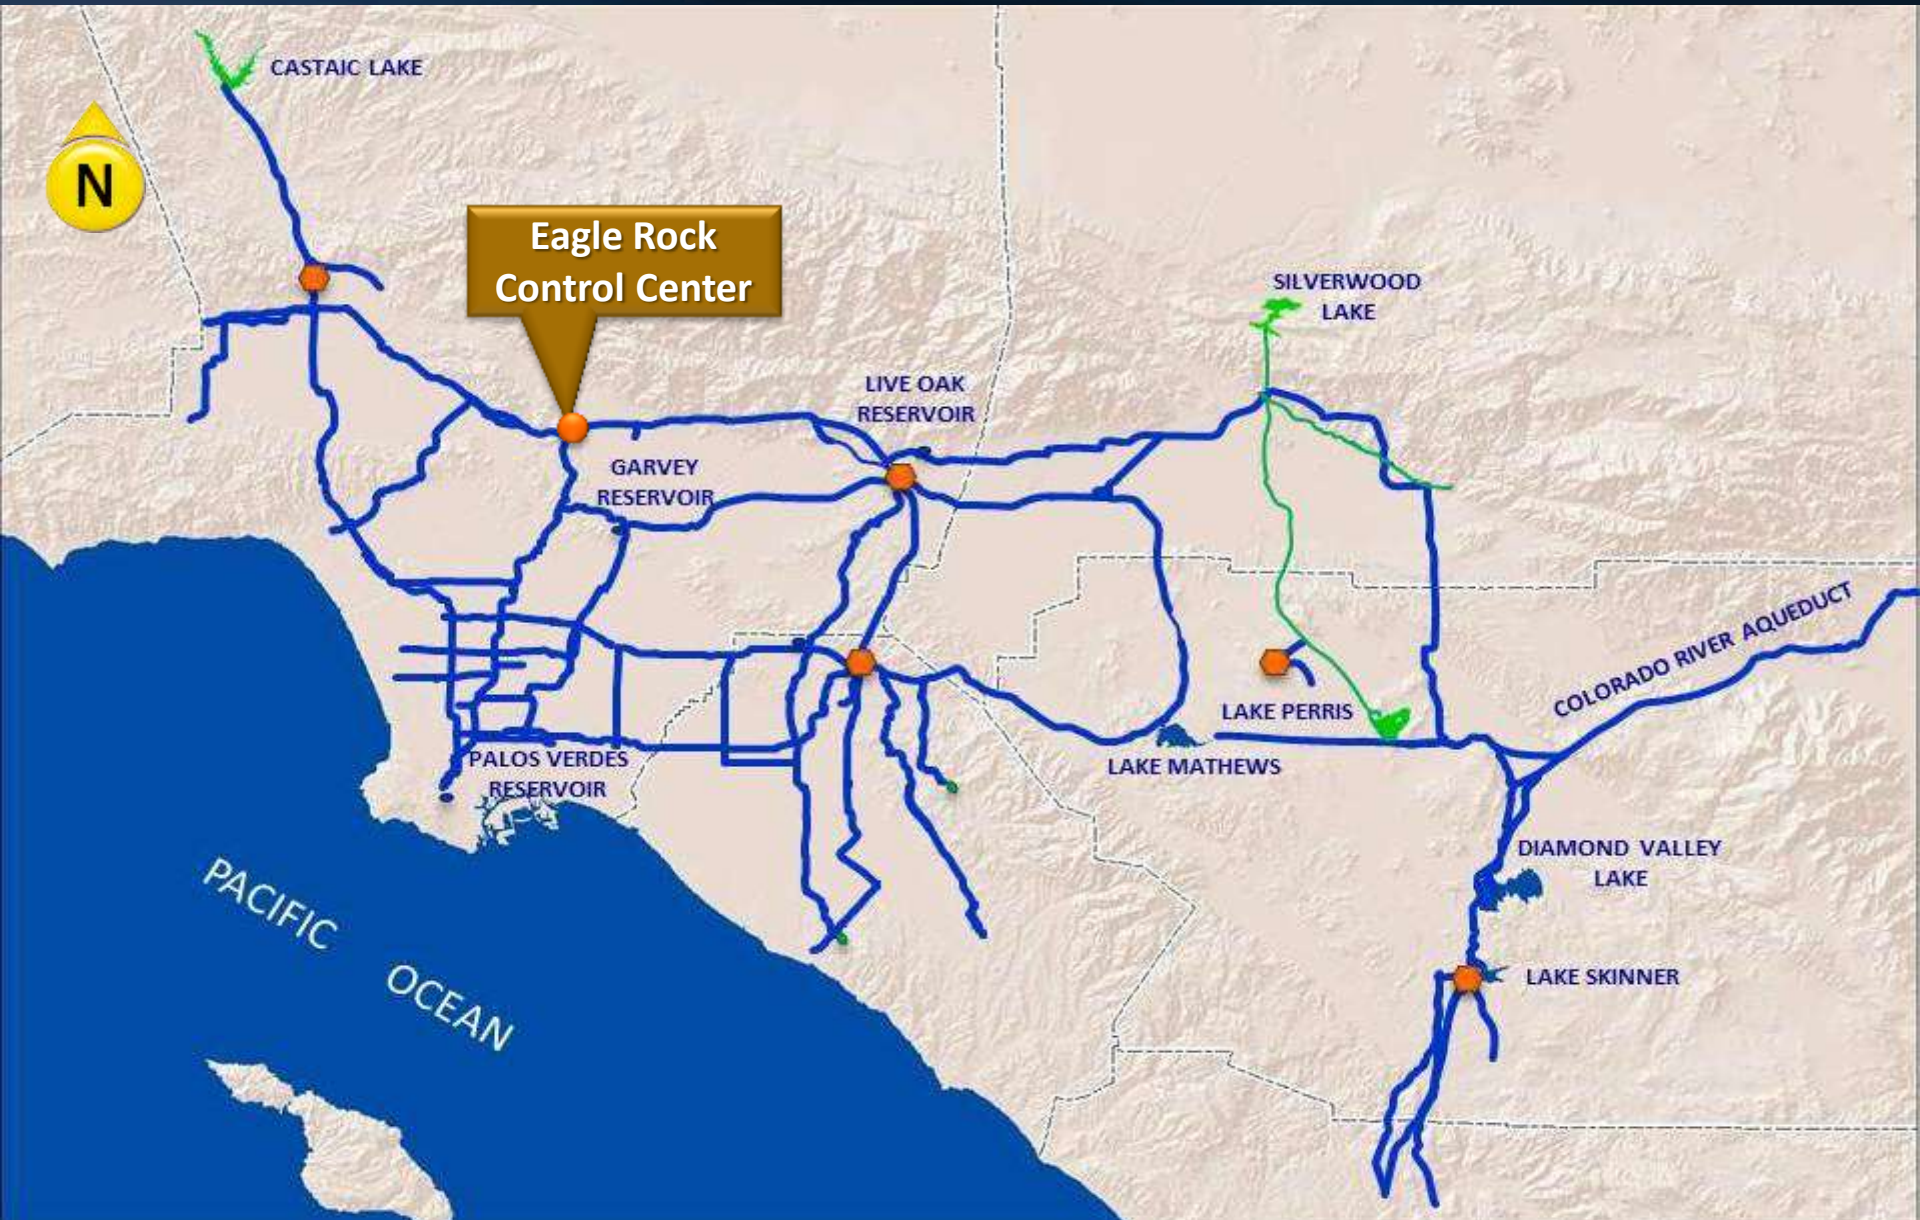 CASTAIC LAKE
N
Eagle Rock
Control Center
SILVERWOOD
LAKE
LIVE OAK
RESERVOIR
GARVEY
RESERVOIR
COLORADO RIVER AQUEDUCT
LAKE PERRIS
LAKE MATHEWS
PALOS VERDES
RESERVOIR
DIAMOND VALLEY
LAKE
PACIFIC
OCEAN
LAKE SKINNER